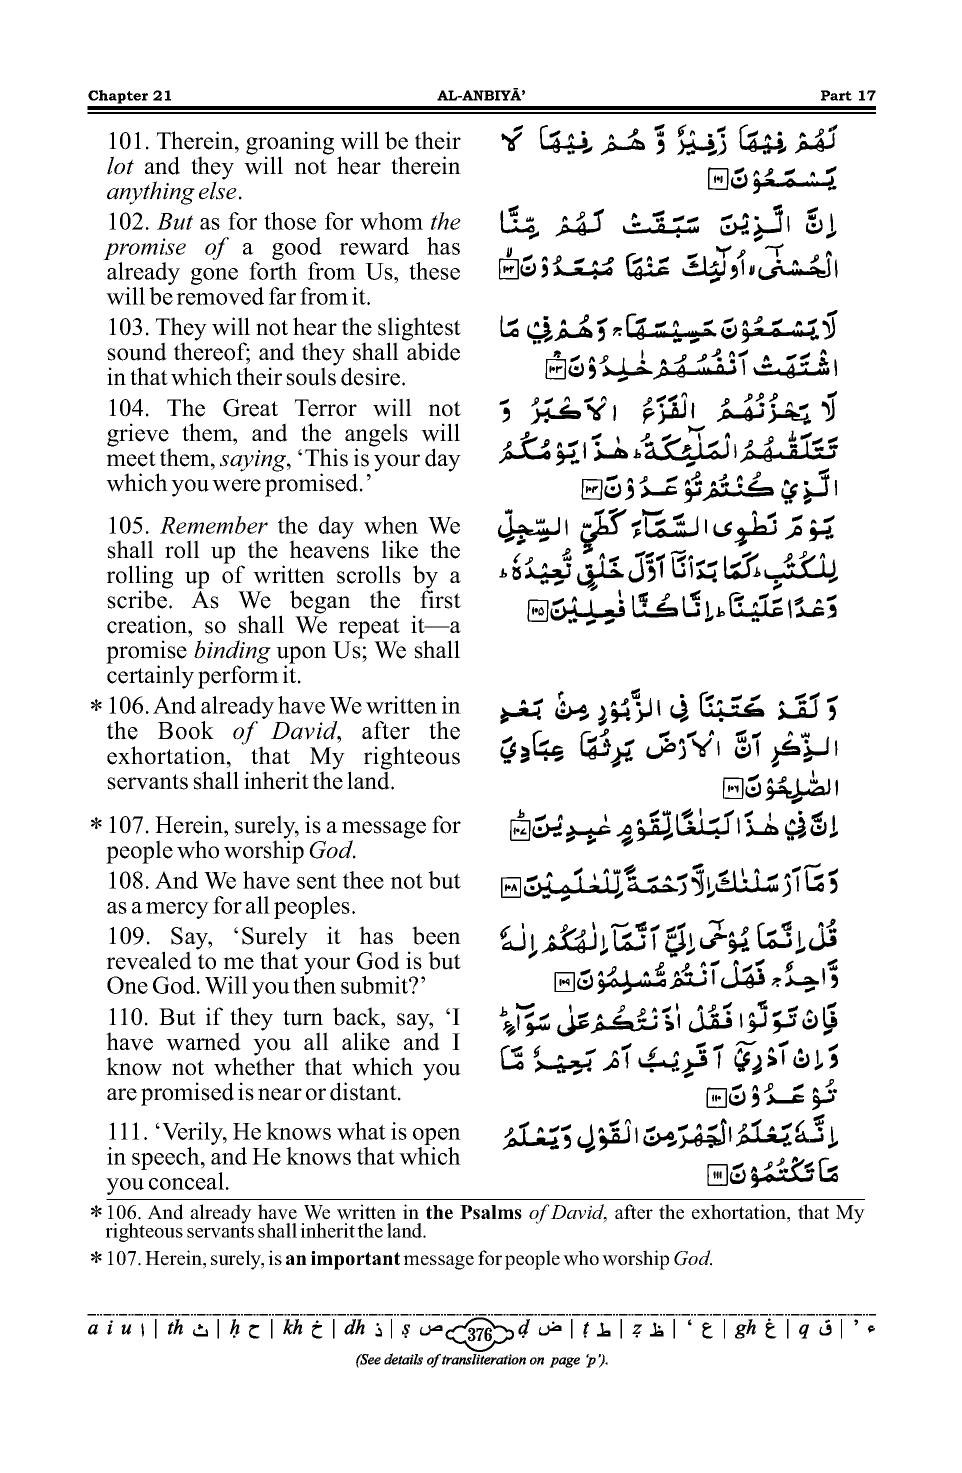 Chapter 21 AL-ANBIYĀ’ Part 17
101. Therein, groaning will be their
lot and they will not hear therein
anything else.
لَهُمْ فِيْهَا زَفِيْرٌ وَّ هُمْ فِيْهَا لَا
يَسْمَعُوْنَ ۝۱۰۱
102. But as for those for whom the
promise of a good reward has
already gone forth from Us, these
will be removed far from it.
اِنَّ الَّذِيْنَ سَبَقَتْ لَهُمْ مِّنَّا
الْحُسْنٰۤى ۙ اُولٰٓئِكَ عَنْهَا مُبْعَدُوْنَ ۝۱۰۲ۙ
103. They will not hear the slightest
sound thereof; and they shall abide
in that which their souls desire.
لَا يَسْمَعُوْنَ حَسِيْسَهَا ۚ وَ هُمْ فِيْ مَا
اشْتَهَتْ اَنْفُسُهُمْ خٰلِدُوْنَ ۝۱۰۳ۚ
104. The Great Terror will not
grieve them, and the angels will
meet them, saying, ‘This is your day
which you were promised.’
لَا يَحْزُنُهُمُ الْفَزَعُ الْاَكْبَرُ وَ
تَتَلَقّٰىهُمُ الْمَلٰٓئِكَةُ ؕ هٰذَا يَوْمُكُمُ
الَّذِيْ كُنْتُمْ تُوْعَدُوْنَ ۝۱۰۴
105. Remember the day when We
shall roll up the heavens like the
rolling up of written scrolls by a
scribe. As We began the first
creation, so shall We repeat it—a
promise binding upon Us; We shall
certainly perform it.
يَوْمَ نَطْوِى السَّمَآءَ كَطَيِّ السِّجِلِّ
لِلْكُتُبِ ؕ كَمَا بَدَاْنَاۤ اَوَّلَ خَلْقٍ نُّعِيْدُهٗ ؕ
وَعْدًا عَلَيْنَا ؕ اِنَّا كُنَّا فٰعِلِيْنَ ۝۱۰۵
* 106. And already have We written in
the Book of David, after the
exhortation, that My righteous
servants shall inherit the land.
وَ لَقَدْ كَتَبْنَا فِى الزَّبُوْرِ مِنْۢ بَعْدِ
الذِّكْرِ اَنَّ الْاَرْضَ يَرِثُهَا عِبَادِيَ
الصّٰلِحُوْنَ ۝۱۰۶
* 107. Herein, surely, is a message for
people who worship God.
اِنَّ فِيْ هٰذَا لَبَلٰغًا لِّقَوْمٍ عٰبِدِيْنَ ۝۱۰۷ؕ
108. And We have sent thee not but
as a mercy for all peoples.
وَ مَاۤ اَرْسَلْنٰكَ اِلَّا رَحْمَةً لِّلْعٰلَمِيْنَ ۝۱۰۸
109. Say, ‘Surely it has been
revealed to me that your God is but
One God. Will you then submit?’
قُلْ اِنَّمَا يُوْحٰۤى اِلَيَّ اَنَّمَاۤ اِلٰهُكُمْ اِلٰهٌ
وَّاحِدٌ ۚ فَهَلْ اَنْتُمْ مُّسْلِمُوْنَ ۝۱۰۹
110. But if they turn back, say, ‘I
have warned you all alike and I
know not whether that which you
are promised is near or distant.
فَاِنْ تَوَلَّوْا فَقُلْ اٰذَنْتُكُمْ عَلٰى سَوَآءٍ ؕ
وَ اِنْ اَدْرِيْۤ اَقَرِيْبٌ اَمْ بَعِيْدٌ مَّا
تُوْعَدُوْنَ ۝۱۱۰
111. ‘Verily, He knows what is open
in speech, and He knows that which
you conceal.
اِنَّهٗ يَعْلَمُ الْجَهْرَ مِنَ الْقَوْلِ وَ يَعْلَمُ
مَا تَكْتُمُوْنَ ۝۱۱۱
* 106. And already have We written in the Psalms of David, after the exhortation, that My
righteous servants shall inherit the land.
* 107. Herein, surely, is an important message for people who worship God.
a i u ا | th ث | ḥ ح | kh خ | dh ذ | ṣ ص 376 ḍ ض | ṭ ط | ẓ ظ | ‘ ع | gh غ | q ق | ’ ء
(See details of transliteration on page ‘p’).